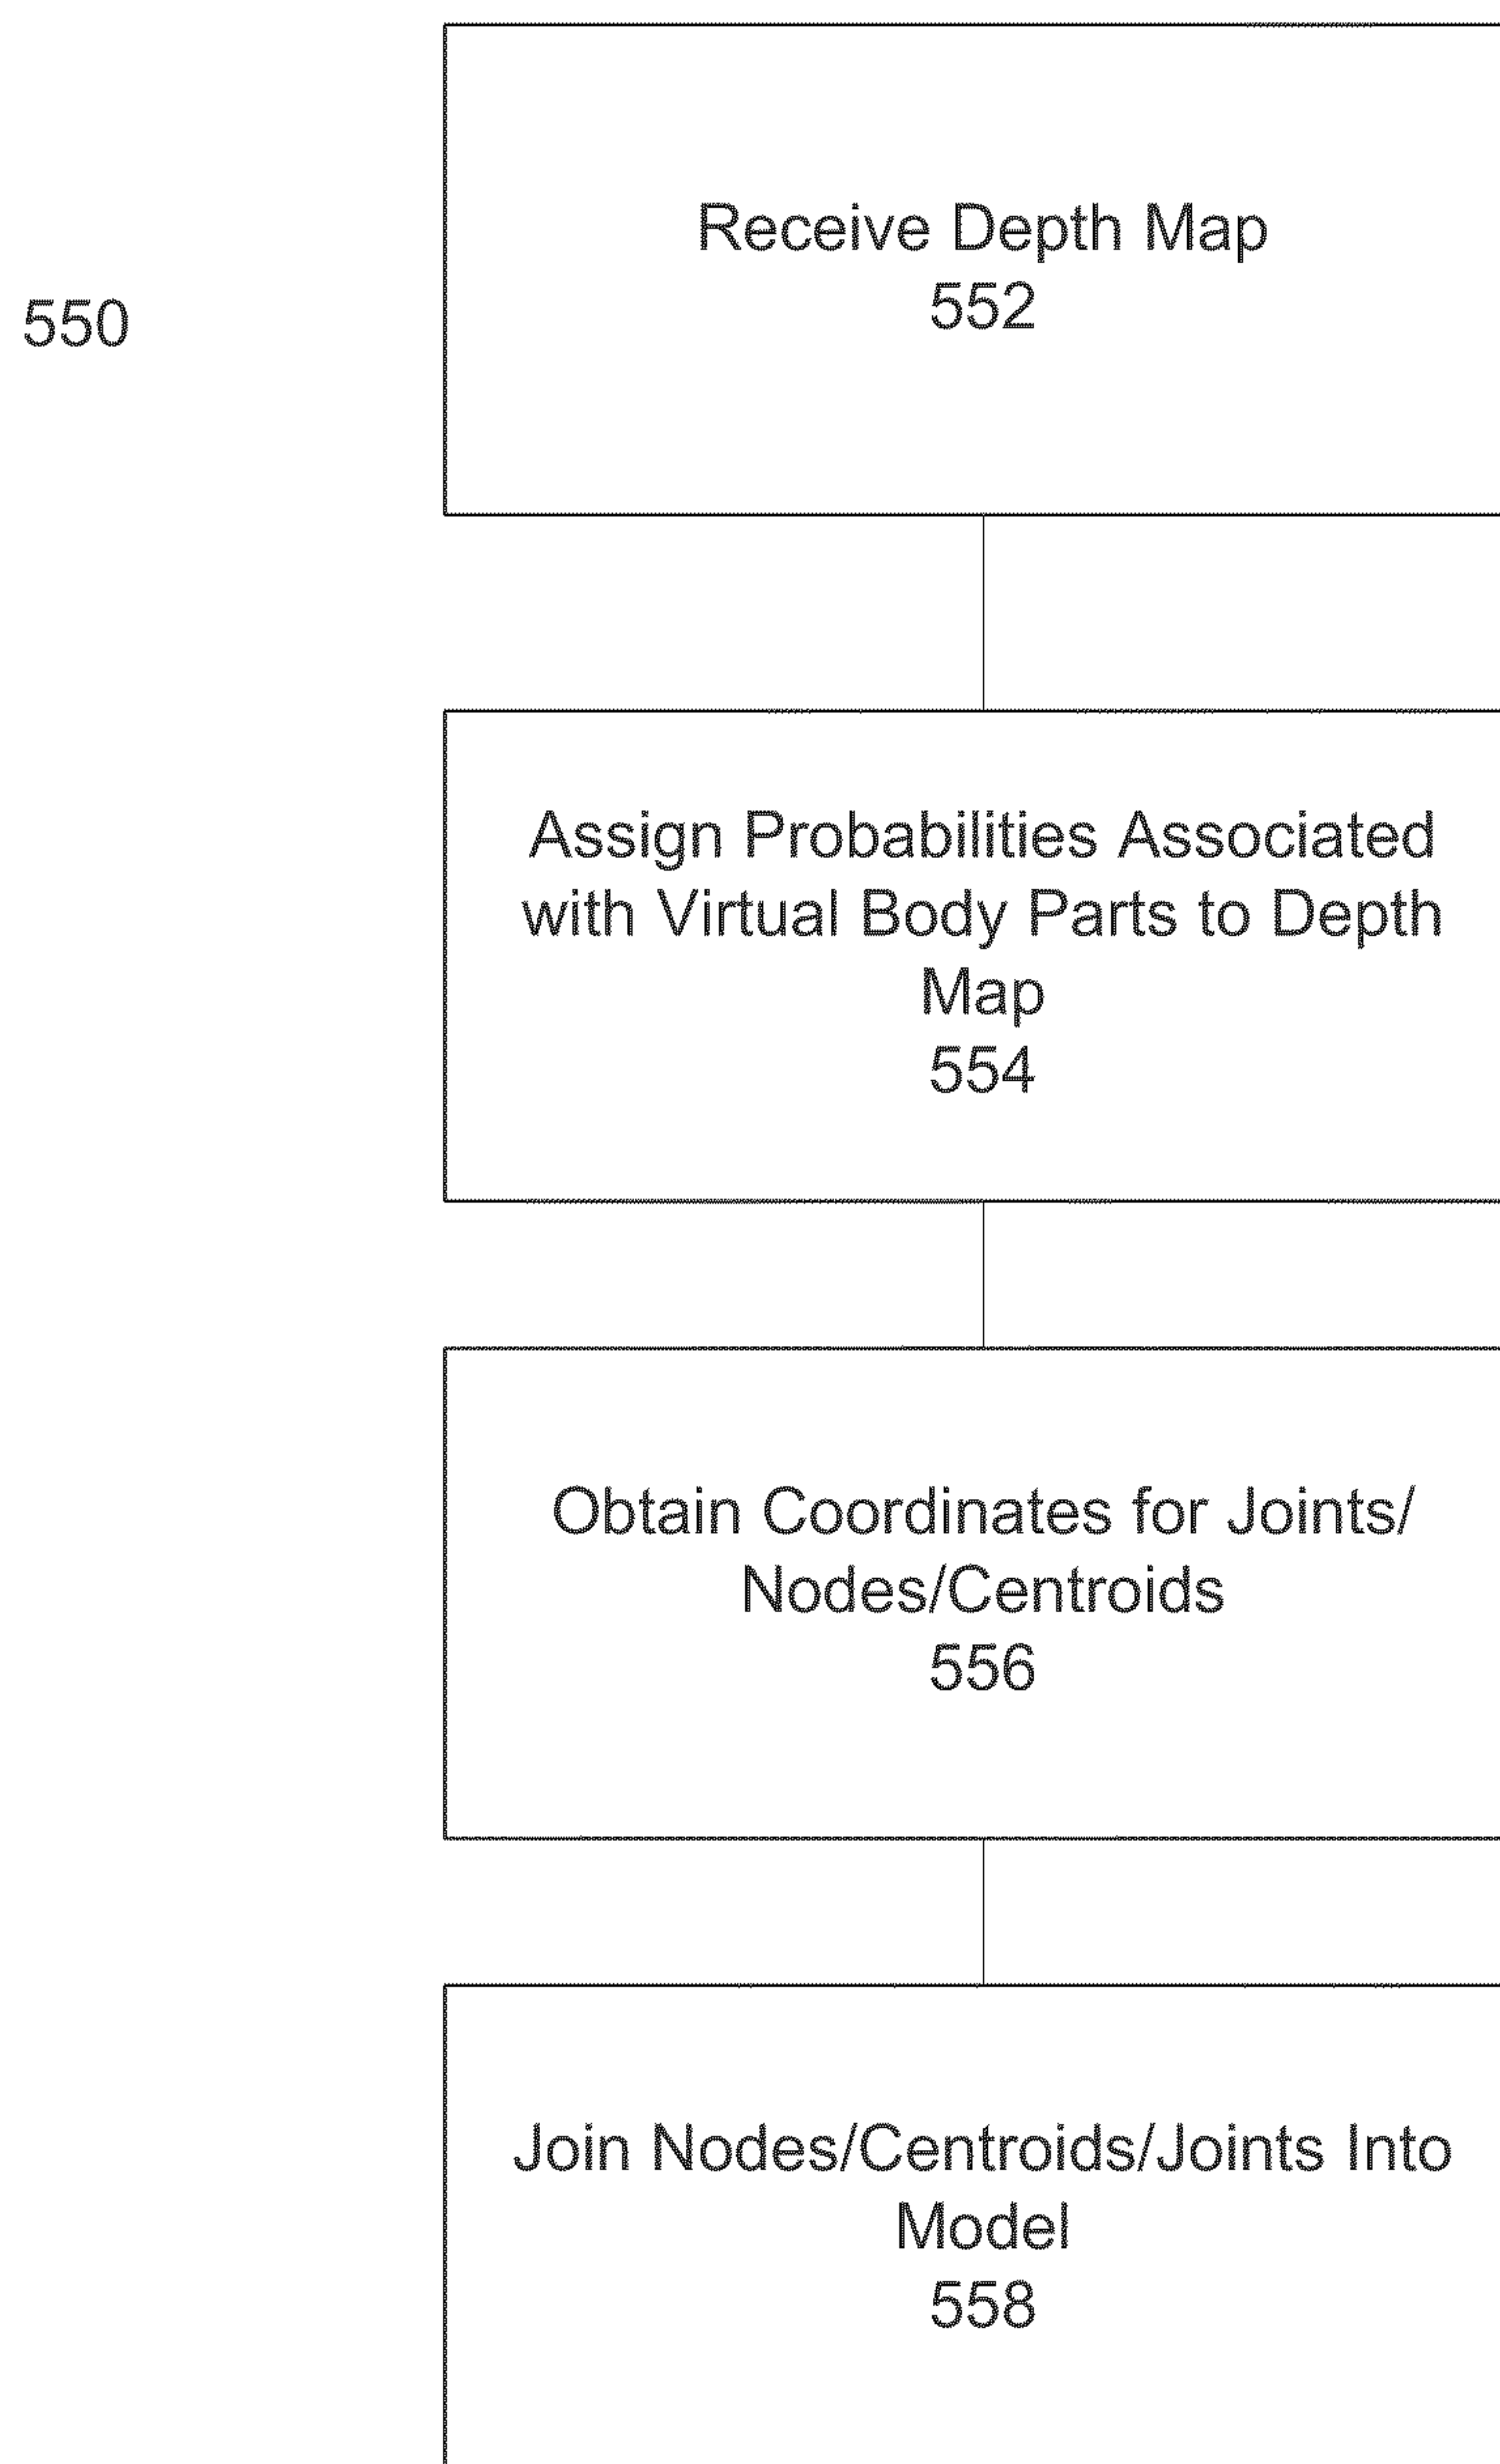 Receive Depth Map
552
550
Assign Probabilities Associated
with Virtual Body Parts to Depth
Map
554
Obtain Coordinates for Joints/
Nodes/Centroids
556
Join Nodes/Centroids/Joints Into
Model
558